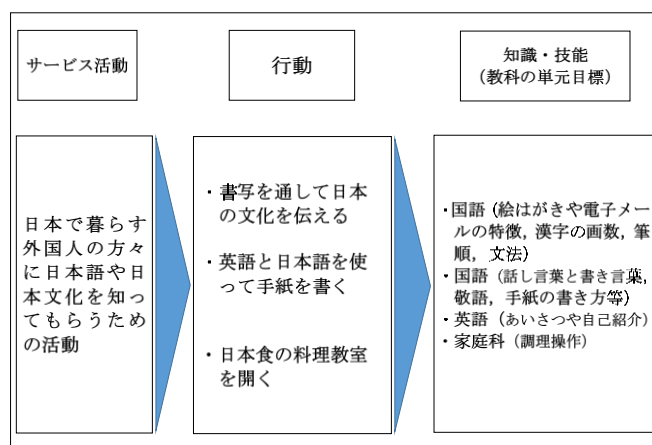 サービス活動
行動
知識・技能
(教科の単元目標)
日本で暮らす
外国人の方々
に日本語や日
本文化を知っ
てもらうため
の活動
・書写を通して日本
の文化を伝える
・英語と日本語を使
って手紙を書く
・日本食の料理教室
を開く
・国語 (絵はがきや電子メー
ルの特徴, 漢字の画数, 筆
順, 文法)
・国語 (話し言葉と書き言葉,
敬語, 手紙の書き方等)
・英語 (あいさつや自己紹介)
・家庭科 (調理操作)